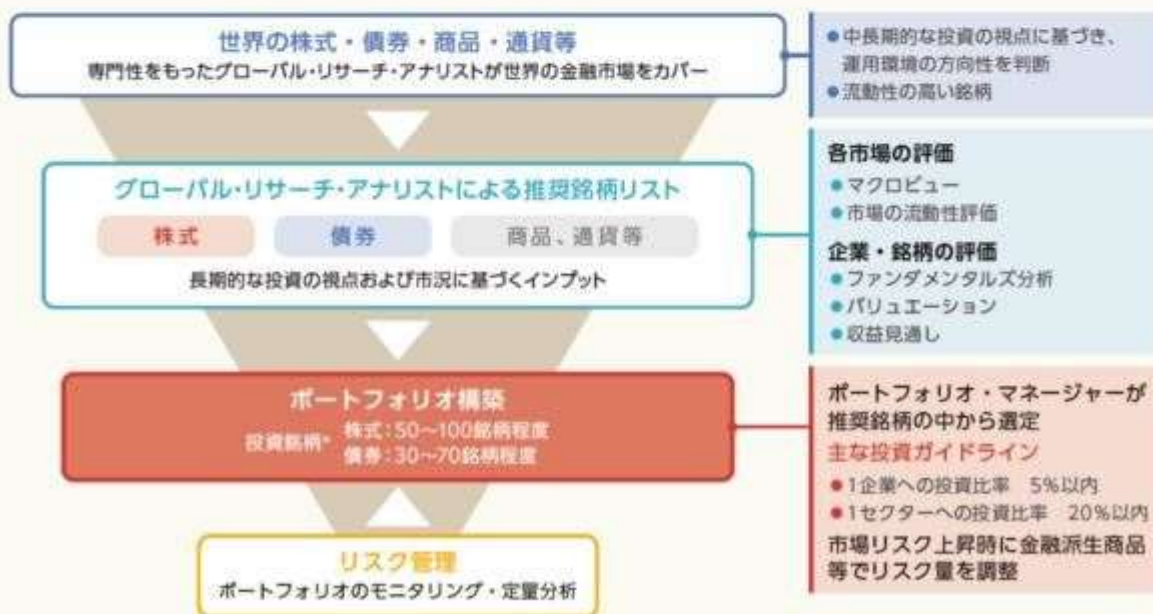 世界の株式・債券・商品・通貨等
専門性をもったグローバル・リサーチ・アナリストが世界の金融市場をカバー
●中長期的な投資の視点に基づき、
運用環境の方向性を判断
●流動性の高い銘柄
グローバル・リサーチ・アナリストによる推奨銘柄リスト
株式
債券
商品、通貨等
長期的な投資の視点および市況に基づくインプット
各市場の評価
●マクロビュー
●市場の流動性評価
企業・銘柄の評価
●ファンダメンタルズ分析
●バリュエーション
●収益見通し
ポートフォリオ構築
投資銘柄*
株式：50～100銘柄程度
債券：30～70銘柄程度
ポートフォリオ・マネージャーが
推奨銘柄の中から選定
主な投資ガイドライン
●1企業への投資比率　5%以内
●1セクターへの投資比率　20%以内
市場リスク上昇時に金融派生商品
等でリスク量を調整
リスク管理
ポートフォリオのモニタリング・定量分析